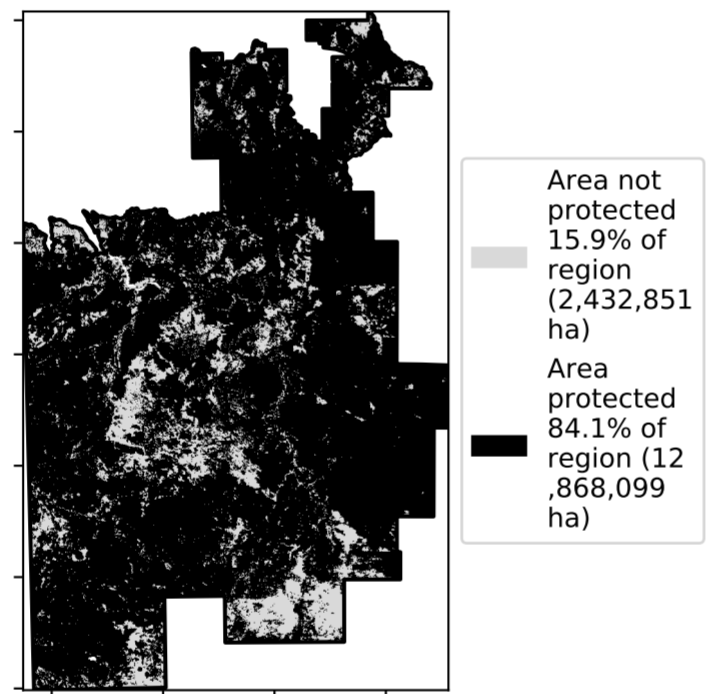 Area not
protected
15.9% of
region
(2,432,851
ha)
Area
protected
84.1% of
region (12
,868,099
ha)